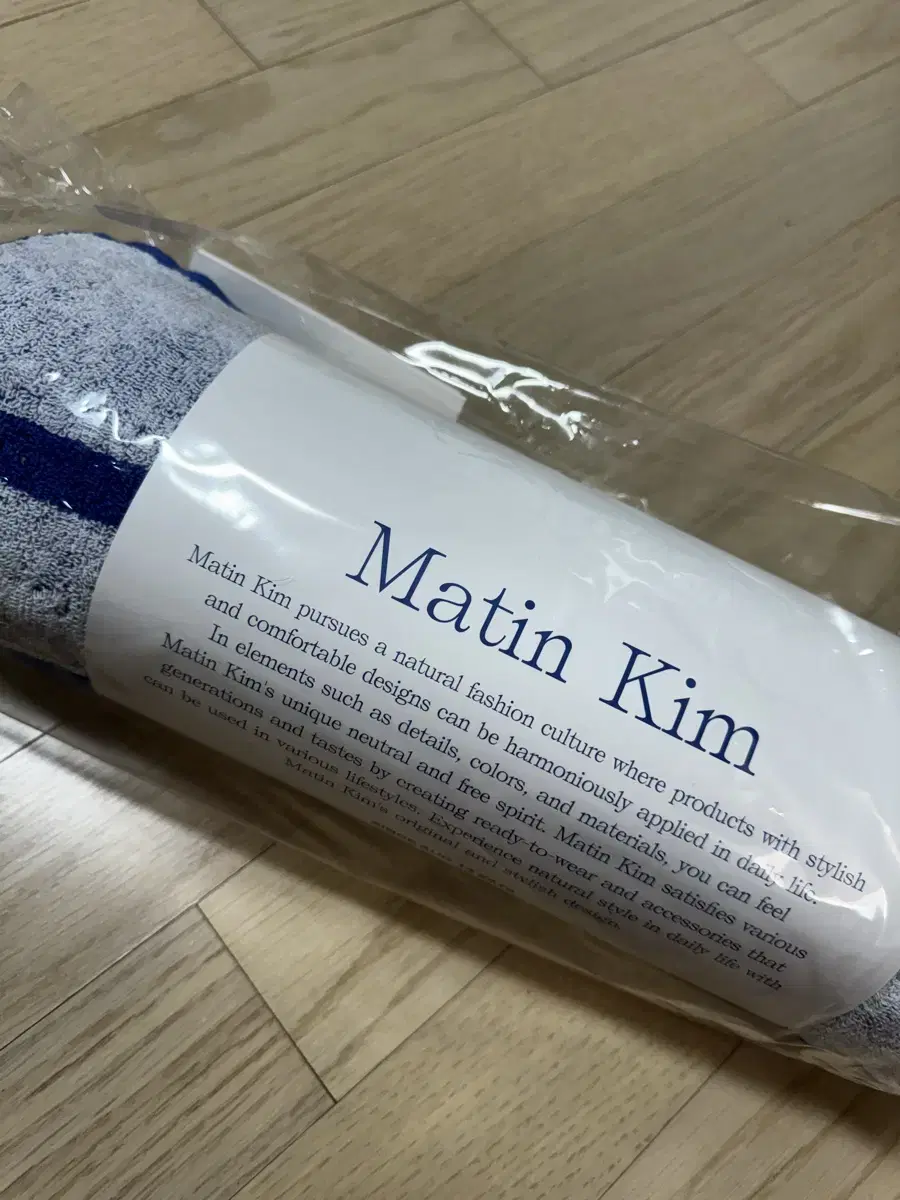 Matin Kim
Matin Kim pursues a natural fashion culture where products with stylish
and comfortable designs can be harmoniously applied in daily life.
In elements such as details, colors, and materials, you can feel
Matin Kim's unique neutral and free spirit. Matin Kim satisfies various
generations and tastes by creating ready-to-wear and accessories that
can be used in various lifestyles. Experience natural style in daily life with
Matin Kim's original and stylish design.